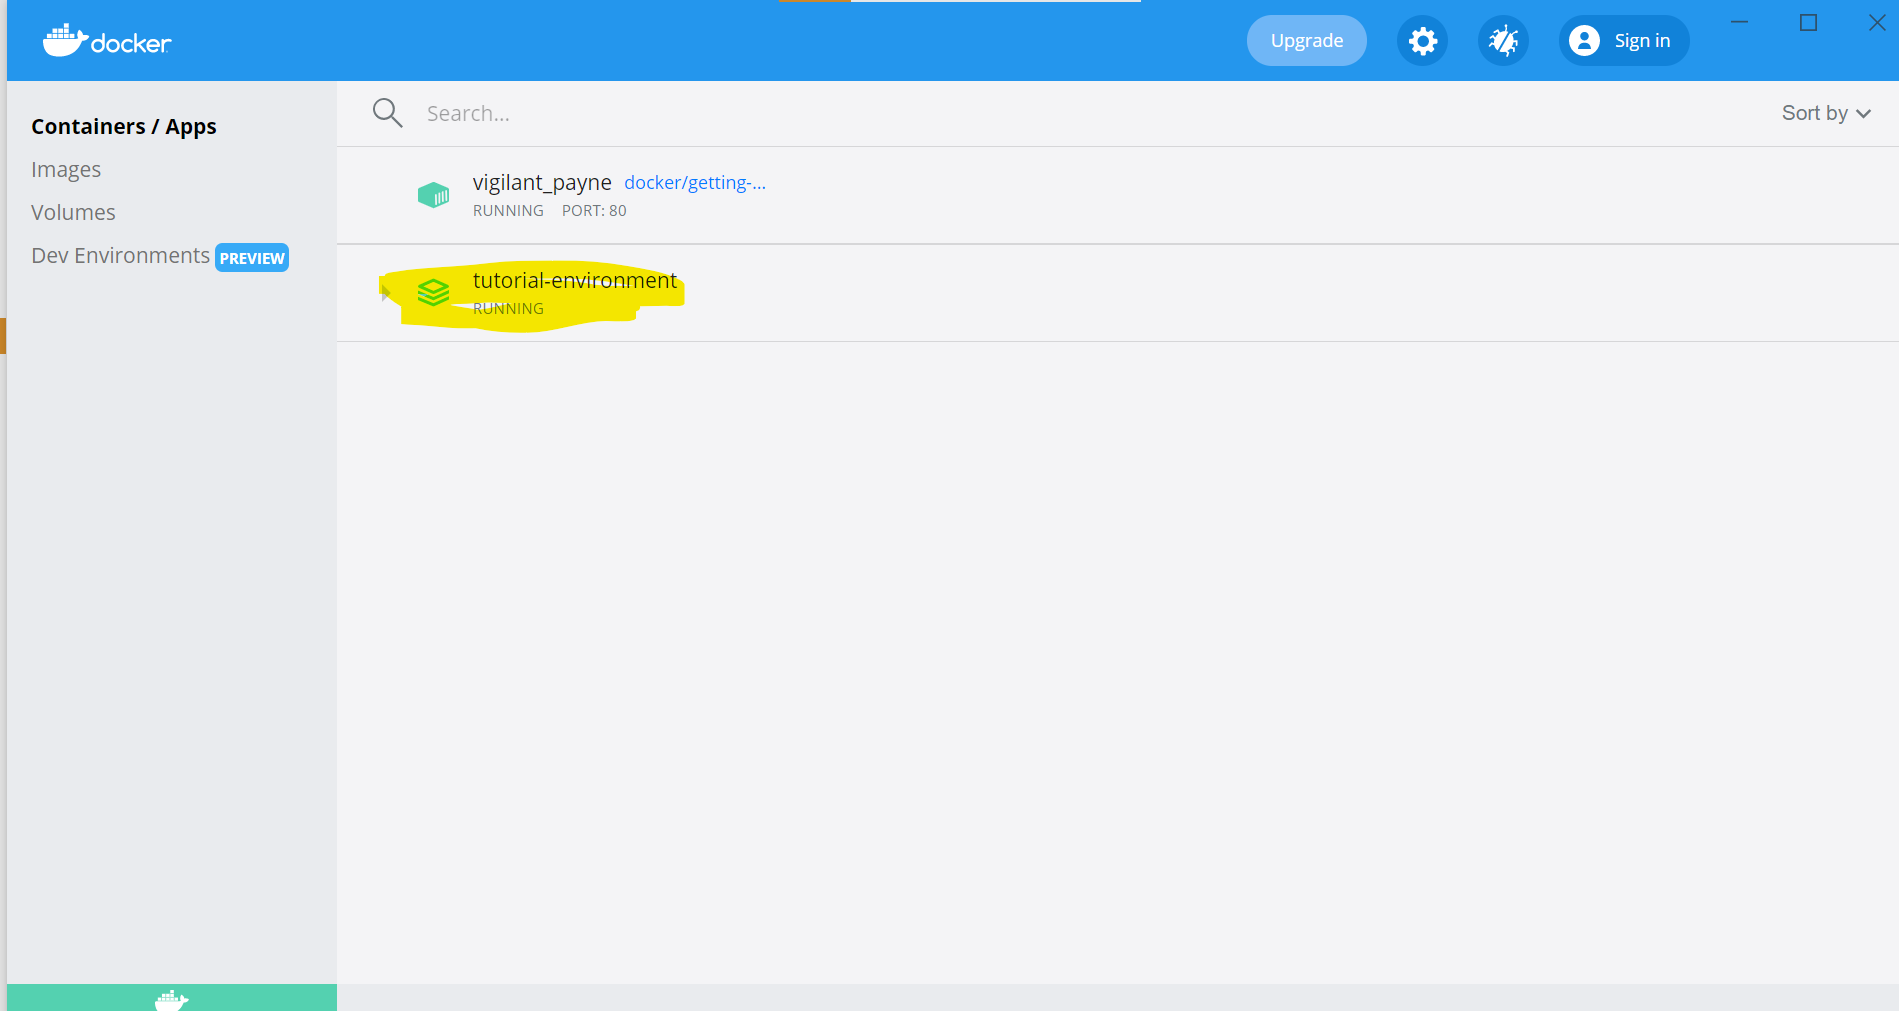 docker
Upgrade
Sign in
Containers / Apps
Images
Volumes
Dev Environments PREVIEW
Search...
Sort by
vigilant_payne docker/getting-...
RUNNING PORT: 80
tutorial-environment
RUNNING